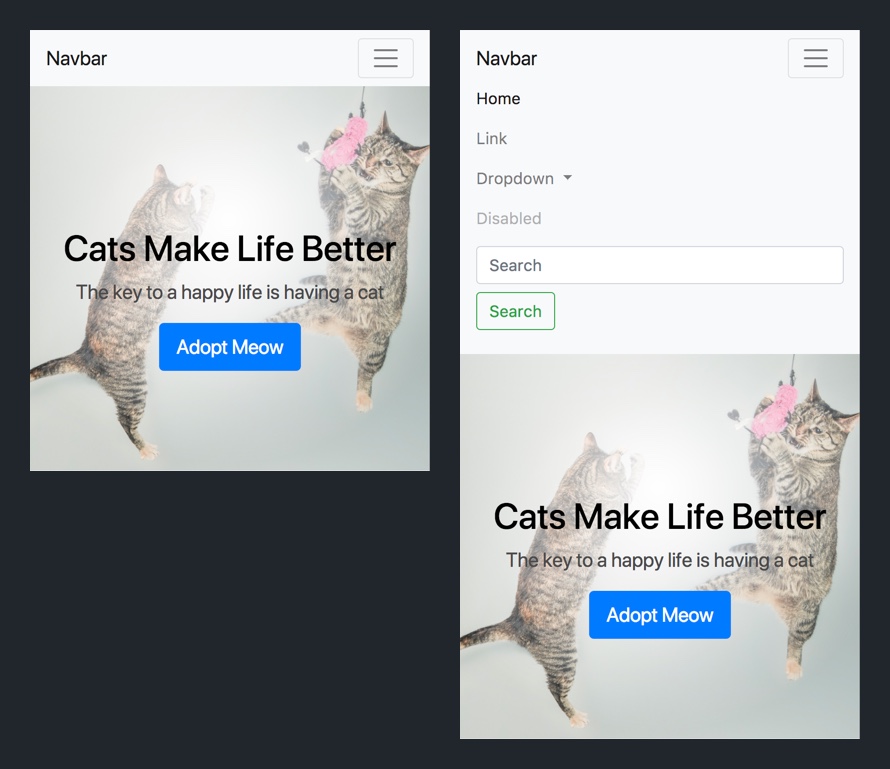 Navbar
Cats Make Life Better
The key to a happy life is having a cat
Adopt Meow
Navbar
Home
Link
Dropdown
Disabled
Search
Search
Cats Make Life Better
The key to a happy life is having a cat
Adopt Meow